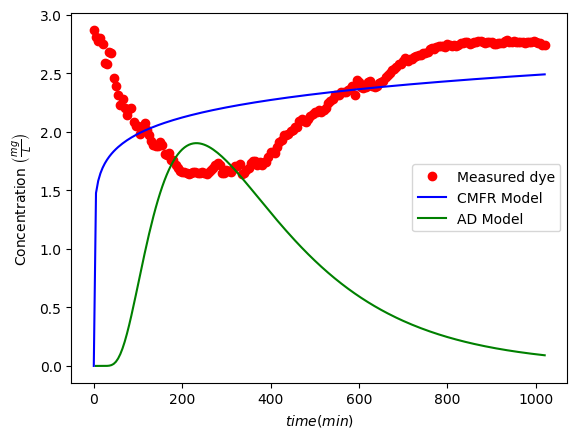 3.0
2.5
2.0
1.5
1.0
0.5
0.0
Concentration (mg/L)
Measured dye
CMFR Model
AD Model
0 200 400 600 800 1000
time(min)